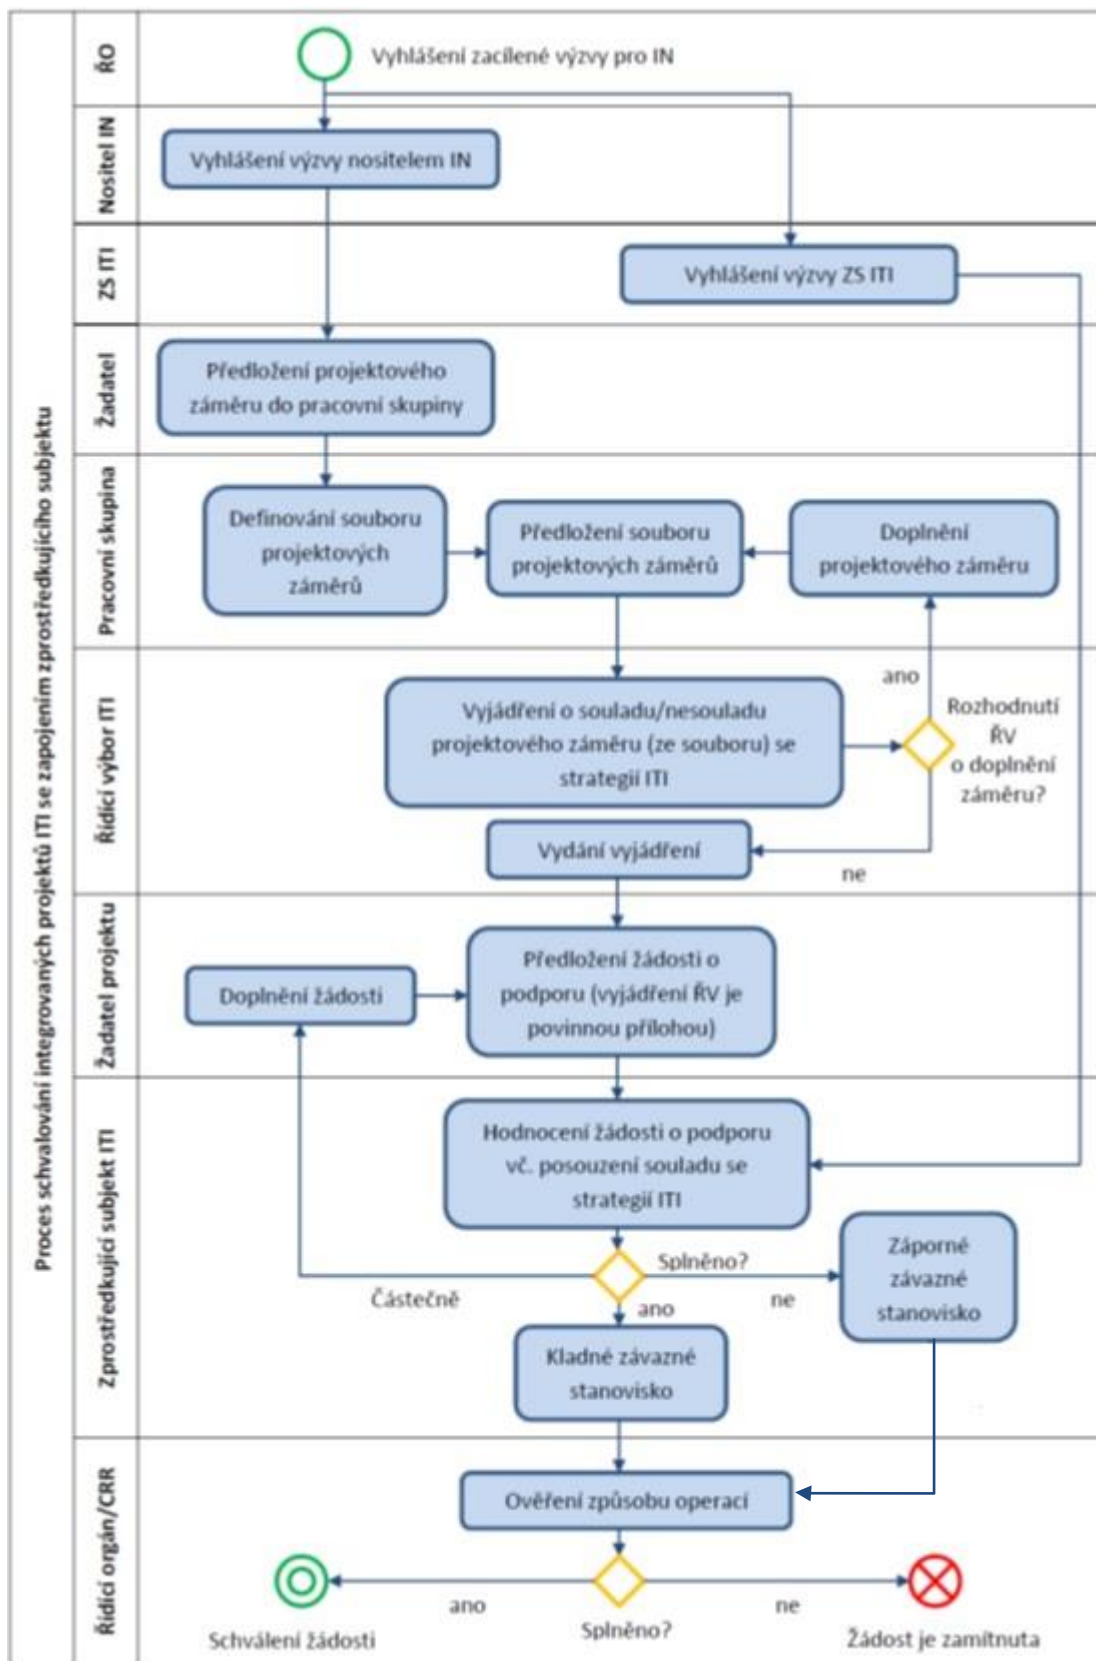 Proces schvalování integrovaných projektů ITI se zapojením zprostředkujícího subjektu
ŘO
Vyhlášení zacílené výzvy pro IN
Nositel IN
Vyhlášení výzvy nositelem IN
ZS ITI
Vyhlášení výzvy ZS ITI
Žadatel
Předložení projektového
záměru do pracovní skupiny
Pracovní skupina
Definování souboru
projektových
záměrů
Předložení souboru
projektových záměrů
Doplnění
projektového záměru
Řídící výbor ITI
Vyjádření o souladu/nesouladu
projektového záměru (ze souboru) se
strategií ITI
ano
Rozhodnutí
ŘV
o doplnění
záměru?
Vydání vyjádření
ne
Žadatel projektu
Doplnění žádosti
Předložení žádosti o
podporu (vyjádření ŘV je
povinnou přílohou)
Zprostředkující subjekt ITI
Hodnocení žádosti o podporu
vč. posouzení souladu se
strategií ITI
Splněno?
Částečně
ano
ne
Záporné
závazné
stanovisko
Kladné závazné
stanovisko
Řídící orgán/CRR
Ověření způsobu operací
ano
ne
Splněno?
Schválení žádosti
Žádost je zamítnuta